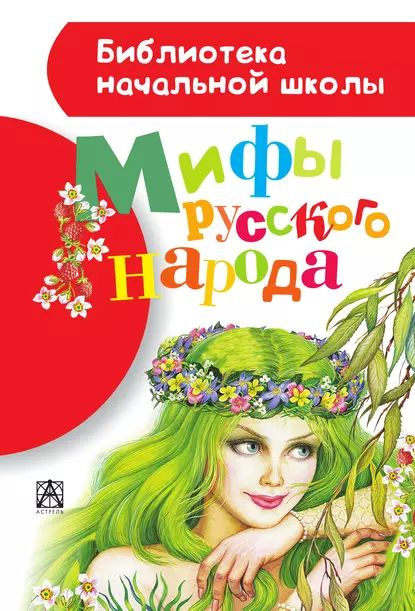 Библиотека
начальной школы
Мифы
русского
народа
АСТРЕЛЬ